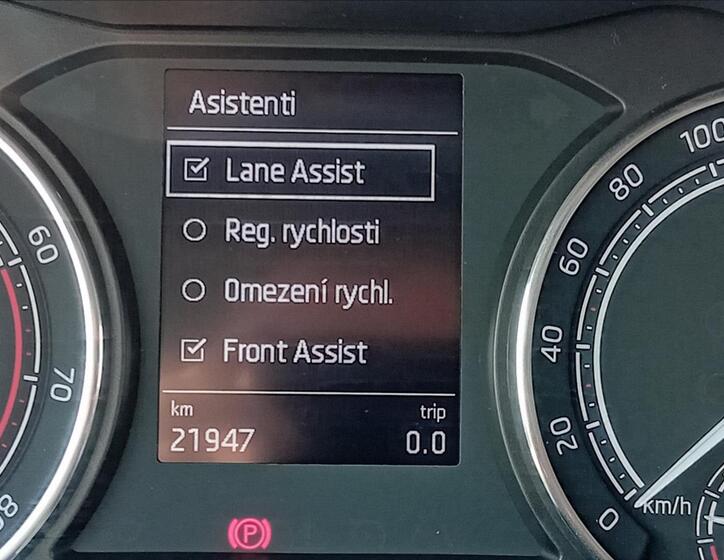 Asistenti
Lane Assist
Reg. rychlosti
Omezení rychl.
Front Assist
km trip
21947 0.0
P
60
70
80
100
80
60
40
20
0
km/h